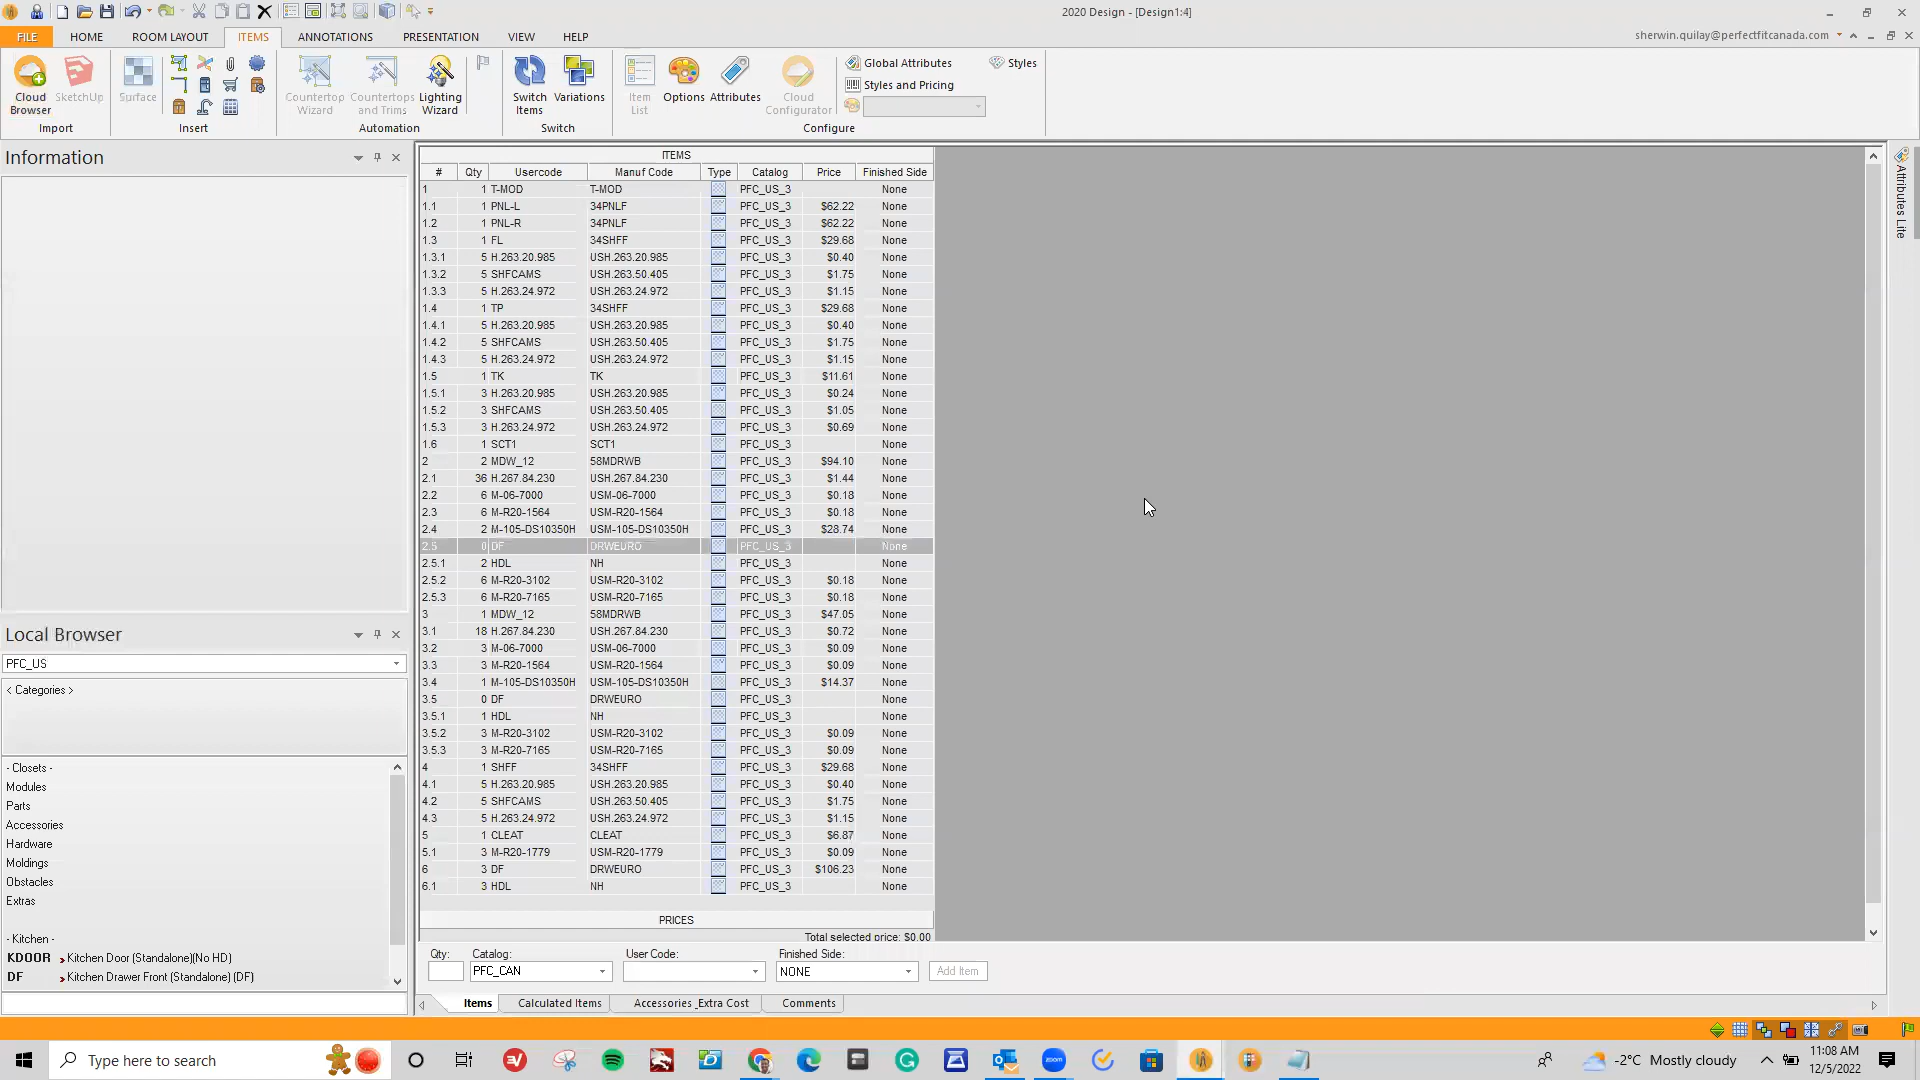 2020 Design - [Design1:4]
FILE HOME ROOM LAYOUT ITEMS ANNOTATIONS PRESENTATION VIEW HELP
sherwin.quilay@perfectfitcanada.com
Cloud Browser
SketchUp
Import
Surface
Insert
Countertop Wizard
Countertops and Trims
Lighting Wizard
Automation
Switch Items
Variations
Switch
Item List
Options
Attributes
Cloud Configurator
Global Attributes
Styles and Pricing
Styles
Configure
Information
Local Browser
PFC_US
< Categories >
- Closets -
Modules
Parts
Accessories
Hardware
Moldings
Obstacles
Extras
- Kitchen -
KDOOR Kitchen Door (Standalone)(No HD)
DF Kitchen Drawer Front (Standalone) (DF)
ITEMS
# Qty Usercode Manuf Code Type Catalog Price Finished Side
1 1 T-MOD T-MOD PFC_US_3 None
1.1 1 PNL-L 34PNLF PFC_US_3 $62.22 None
1.2 1 PNL-R 34PNLF PFC_US_3 $62.22 None
1.3 1 FL 34SHFF PFC_US_3 $29.68 None
1.3.1 5 H.263.20.985 USH.263.20.985 PFC_US_3 $0.40 None
1.3.2 5 SHFCAMS USH.263.50.405 PFC_US_3 $1.75 None
1.3.3 5 H.263.24.972 USH.263.24.972 PFC_US_3 $1.15 None
1.4 1 TP 34SHFF PFC_US_3 $29.68 None
1.4.1 5 H.263.20.985 USH.263.20.985 PFC_US_3 $0.40 None
1.4.2 5 SHFCAMS USH.263.50.405 PFC_US_3 $1.75 None
1.4.3 5 H.263.24.972 USH.263.24.972 PFC_US_3 $1.15 None
1.5 1 TK TK PFC_US_3 $11.61 None
1.5.1 3 H.263.20.985 USH.263.20.985 PFC_US_3 $0.24 None
1.5.2 3 SHFCAMS USH.263.50.405 PFC_US_3 $1.05 None
1.5.3 3 H.263.24.972 USH.263.24.972 PFC_US_3 $0.69 None
1.6 1 SCT1 SCT1 PFC_US_3 None
2 2 MDW_12 58MDRWB PFC_US_3 $94.10 None
2.1 36 H.267.84.230 USH.267.84.230 PFC_US_3 $1.44 None
2.2 6 M-06-7000 USM-06-7000 PFC_US_3 $0.18 None
2.3 6 M-R20-1564 USM-R20-1564 PFC_US_3 $0.18 None
2.4 2 M-105-DS10350H USM-105-DS10350H PFC_US_3 $28.74 None
2.5 0 DF DRWEURO PFC_US_3 None
2.5.1 2 HDL NH PFC_US_3 None
2.5.2 6 M-R20-3102 USM-R20-3102 PFC_US_3 $0.18 None
2.5.3 6 M-R20-7165 USM-R20-7165 PFC_US_3 $0.18 None
3 1 MDW_12 58MDRWB PFC_US_3 $47.05 None
3.1 18 H.267.84.230 USH.267.84.230 PFC_US_3 $0.72 None
3.2 3 M-06-7000 USM-06-7000 PFC_US_3 $0.09 None
3.3 3 M-R20-1564 USM-R20-1564 PFC_US_3 $0.09 None
3.4 1 M-105-DS10350H USM-105-DS10350H PFC_US_3 $14.37 None
3.5 0 DF DRWEURO PFC_US_3 None
3.5.1 1 HDL NH PFC_US_3 None
3.5.2 3 M-R20-3102 USM-R20-3102 PFC_US_3 $0.09 None
3.5.3 3 M-R20-7165 USM-R20-7165 PFC_US_3 $0.09 None
4 1 SHFF 34SHFF PFC_US_3 $29.68 None
4.1 5 H.263.20.985 USH.263.20.985 PFC_US_3 $0.40 None
4.2 5 SHFCAMS USH.263.50.405 PFC_US_3 $1.75 None
4.3 5 H.263.24.972 USH.263.24.972 PFC_US_3 $1.15 None
5 1 CLEAT CLEAT PFC_US_3 $6.87 None
5.1 3 M-R20-1779 USM-R20-1779 PFC_US_3 $0.09 None
6 3 DF DRWEURO PFC_US_3 $106.23 None
6.1 3 HDL NH PFC_US_3 None
PRICES
Total selected price: $0.00
Qty: Catalog: User Code: Finished Side:
PFC_CAN NONE Add Item
Items Calculated Items Accessories _Extra Cost Comments
Attributes Lite
Type here to search
zoom
-2°C Mostly cloudy
11:08 AM
12/5/2022